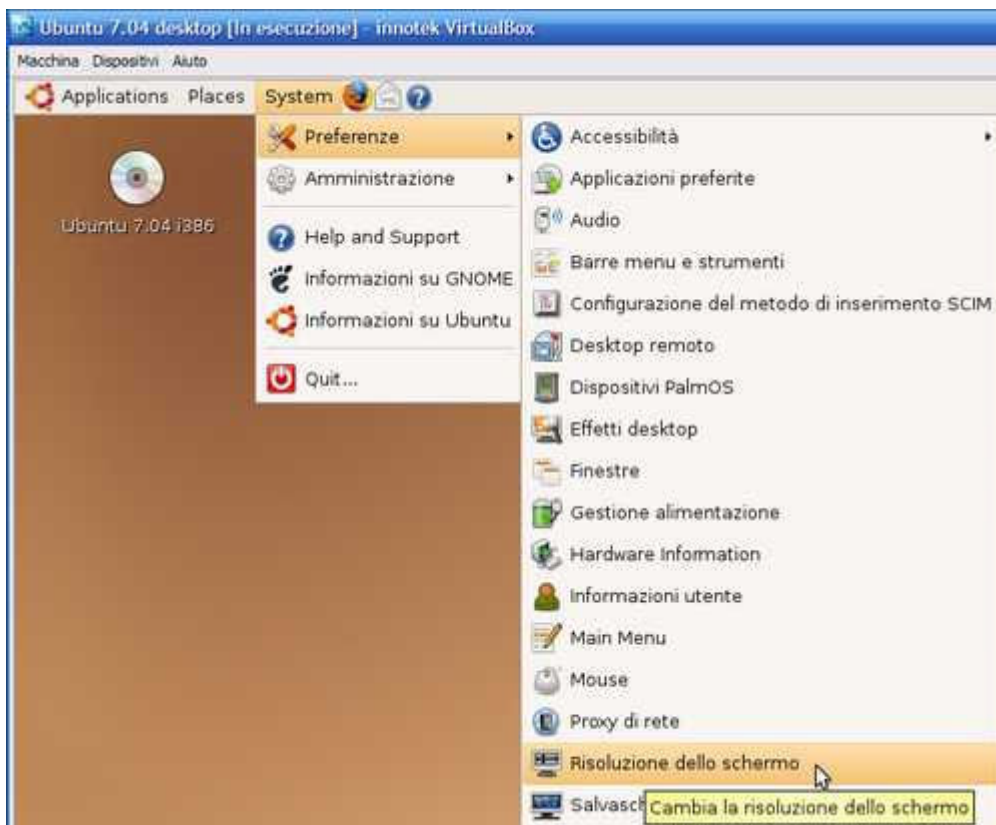 Ubuntu 7.04 desktop [In esecuzione] - innotek VirtualBox
Macchina Dispositivi Aiuto
Applications Places System
Ubuntu 7.04 i386
Preferenze
Amministrazione
Help and Support
Informazioni su GNOME
Informazioni su Ubuntu
Quit...
Accessibilità
Applicazioni preferite
Audio
Barre menu e strumenti
Configurazione del metodo di inserimento SCIM
Desktop remoto
Dispositivi PalmOS
Effetti desktop
Finestre
Gestione alimentazione
Hardware Information
Informazioni utente
Main Menu
Mouse
Proxy di rete
Risoluzione dello schermo
Salvasch
Cambia la risoluzione dello schermo